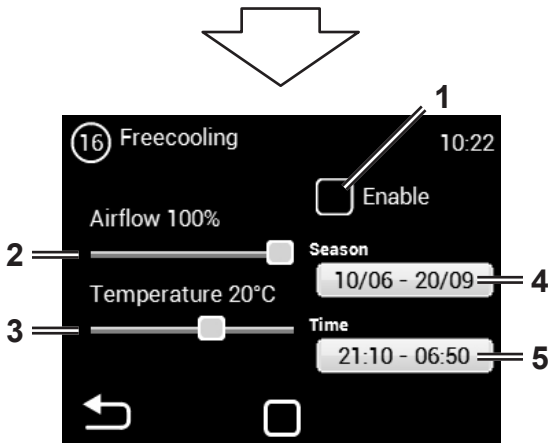 1
16 Freecooling 10:22
Enable
Airflow 100%
2
Season
10/06 - 20/09
4
Temperature 20°C
3
Time
21:10 - 06:50
5